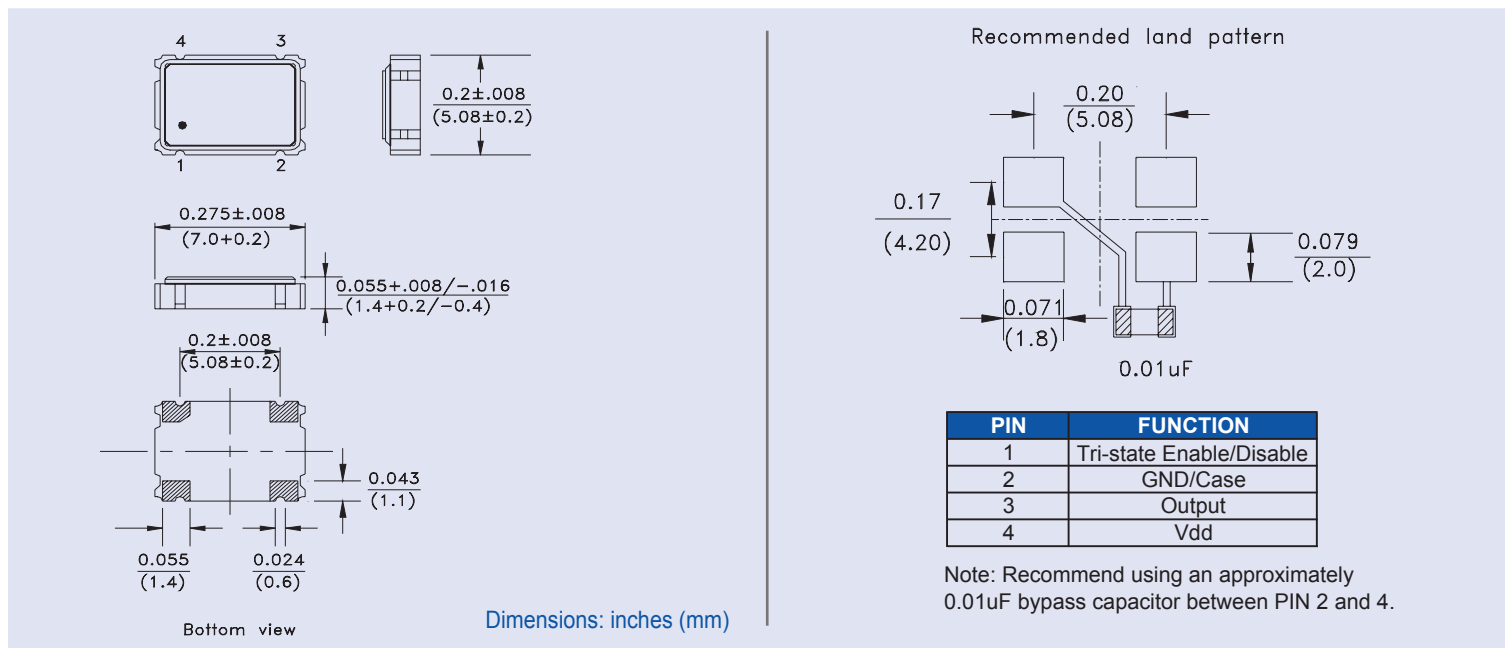 4 3
1 2
0.2±.008
(5.08±0.2)
0.275±.008
(7.0+0.2)
0.055+.008/-.016
(1.4+0.2/-0.4)
0.2±.008
(5.08±0.2)
0.043
(1.1)
0.055
(1.4)
0.024
(0.6)
Bottom view
Dimensions: inches (mm)
Recommended land pattern
0.20
(5.08)
0.17
(4.20)
0.079
(2.0)
0.071
(1.8)
0.01uF
PIN FUNCTION
1 Tri-state Enable/Disable
2 GND/Case
3 Output
4 Vdd
Note: Recommend using an approximately
0.01uF bypass capacitor between PIN 2 and 4.